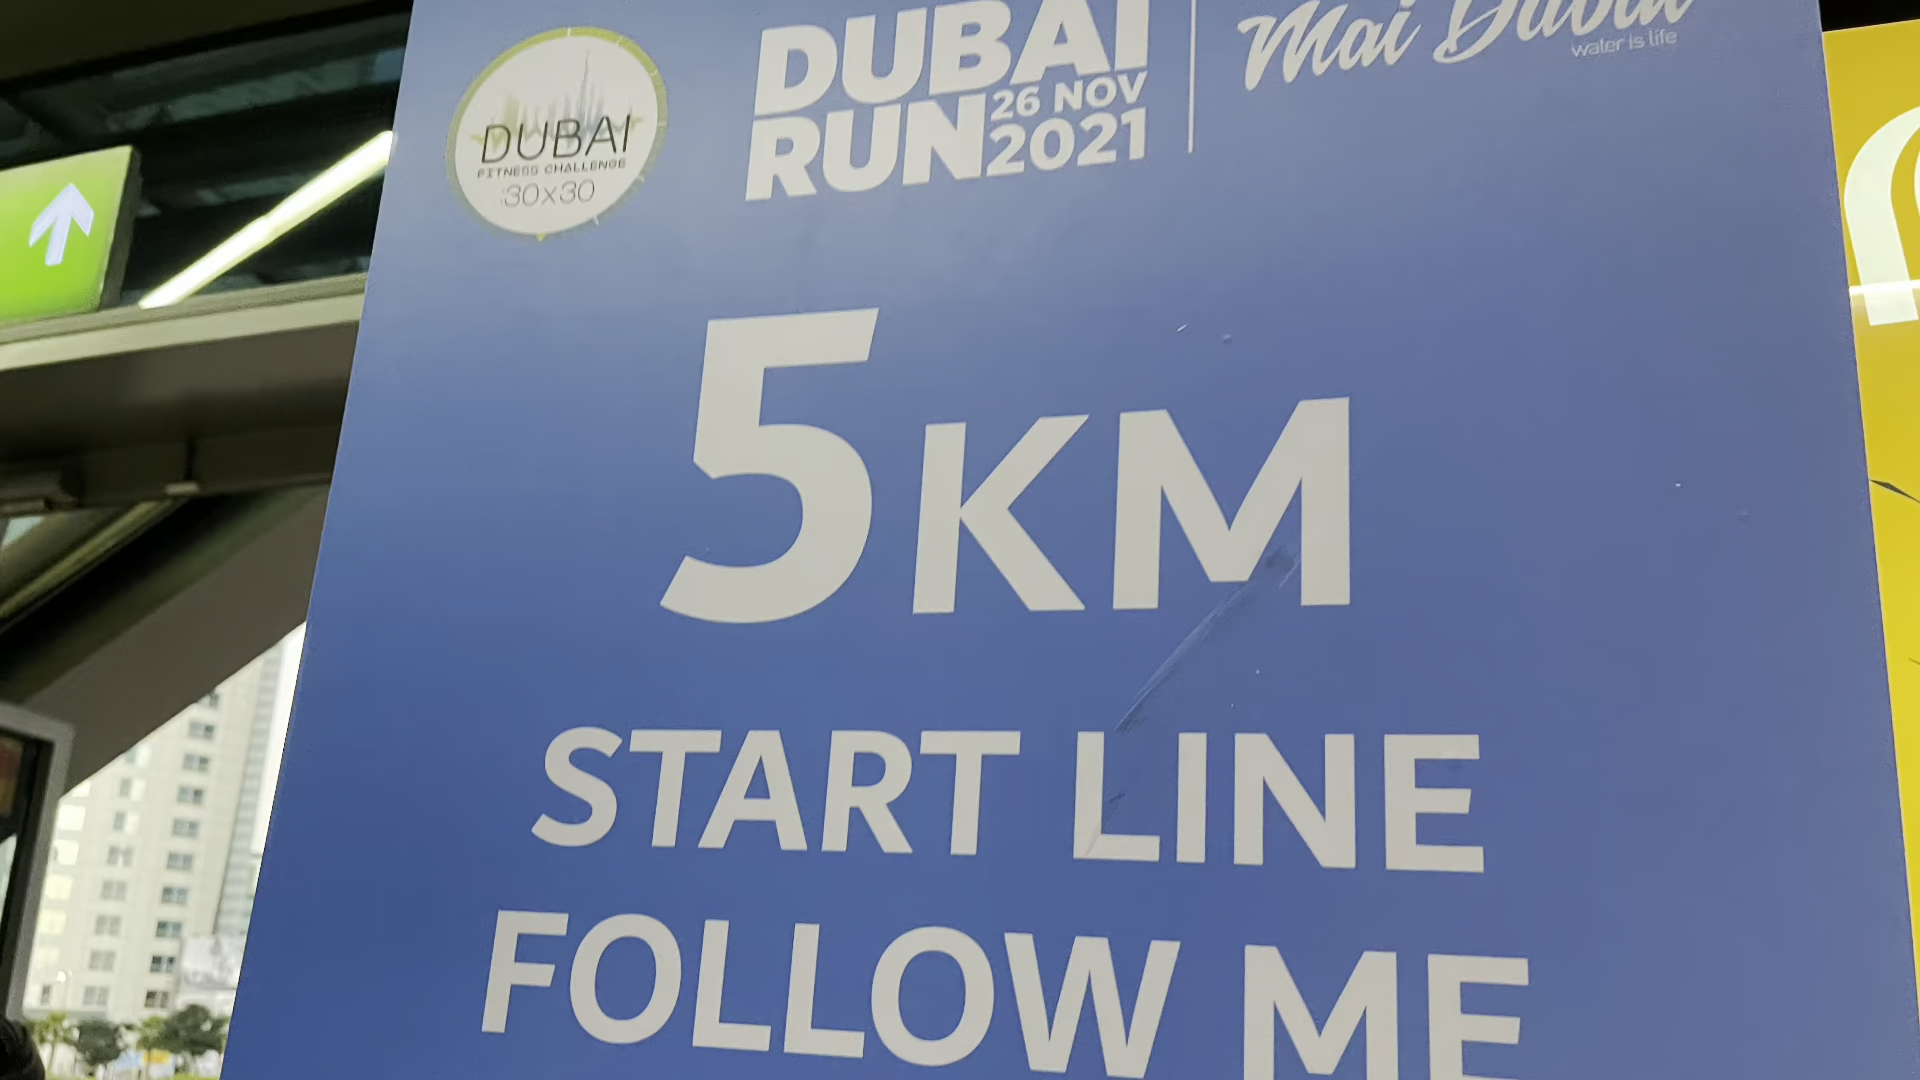 DUBAI
FITNESS CHALLENGE
30x30
DUBAI
RUN 26 NOV
2021
Mai Dubai
water is life
5KM
START LINE
FOLLOW ME